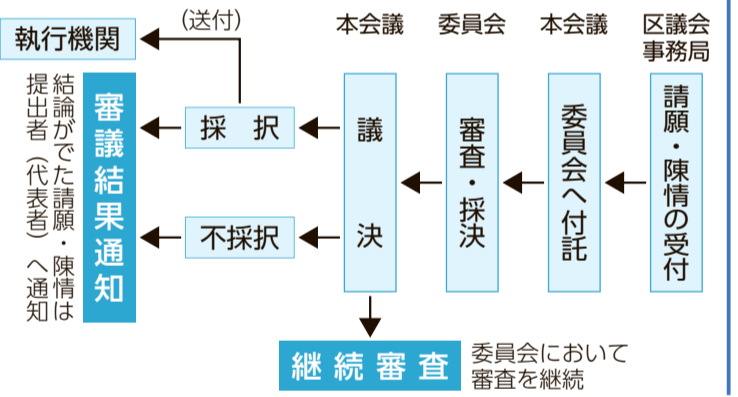 区議会
事務局
請願・陳情の受付
本会議
委員会へ付託
委員会
審査・採決
本会議
議決
採択
(送付)
執行機関
不採択
審議結果通知
結論がでた請願・陳情は
提出者(代表者)へ通知
継続審査
委員会において
審査を継続